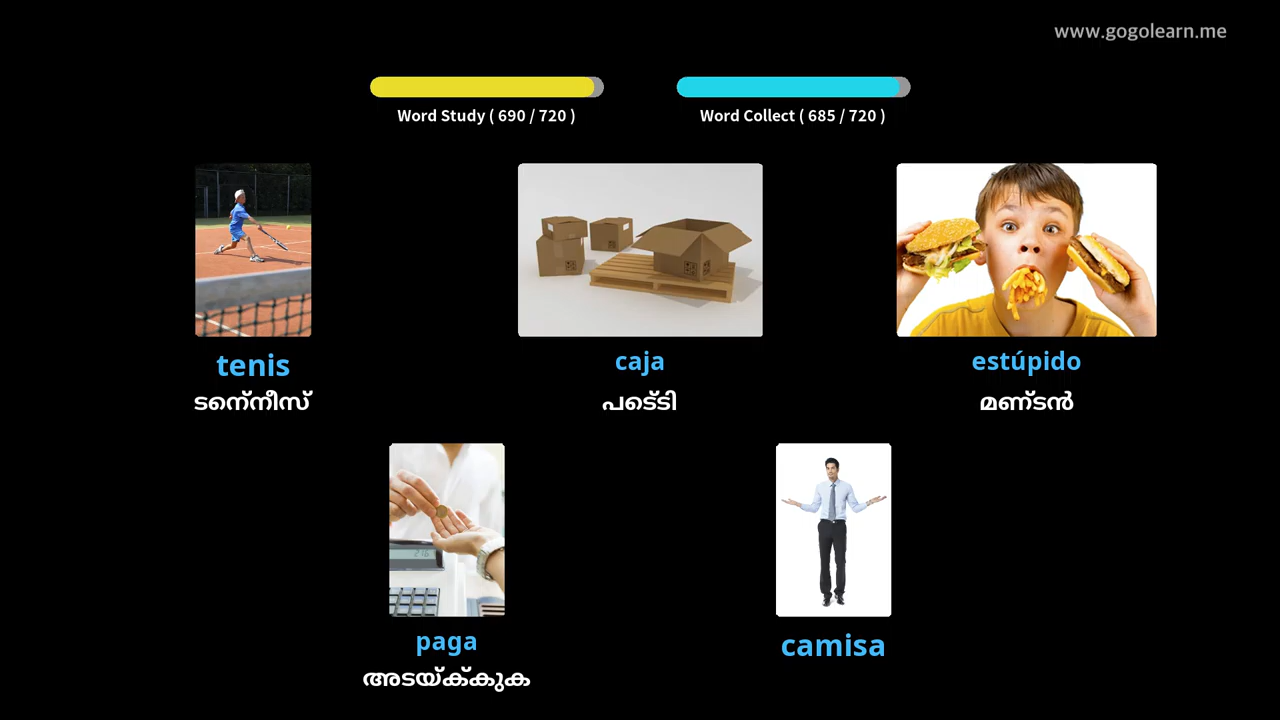 www.gogolearn.me
Word Study ( 690 / 720 )
Word Collect ( 685 / 720 )
tenis
ടെന്നീസ്
caja
പെട്ടി
estúpido
മണ്ടൻ
paga
അടയ്ക്കുക
camisa